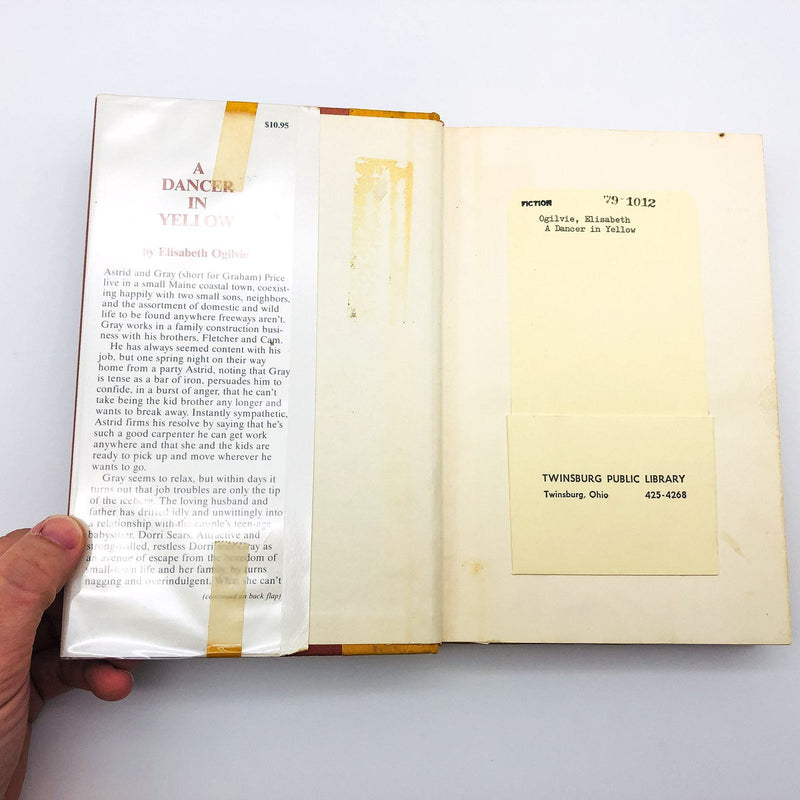 $10.95
A
DANCER
IN
YELLOW
by Elisabeth Ogilvie
Astrid and Gray (short for Graham) Price
live in a small Maine coastal town, coexist-
ing happily with two small sons, neighbors,
and the assortment of domestic and wild
life to be found anywhere freeways aren't.
Gray works in a family construction busi-
ness with his brothers, Fletcher and Cam.
He has always seemed content with his
job, but one spring night on their way
home from a party Astrid, noting that Gray
is tense as a bar of iron, persuades him to
confide, in a burst of anger, that he can't
take being the kid brother any longer and
wants to break away. Instantly sympathetic,
Astrid firms his resolve by saying that he's
such a good carpenter he can get work
anywhere and that she and the kids are
ready to pick up and move wherever he
wants to go.
Gray seems to relax, but within days it
turns out that job troubles are only the tip
of the iceberg. The loving husband and
father has drifted idly and unwittingly into
a relationship with the couple's teen-age
babysitter, Dorri Sears. Attractive and
strong-willed, restless Dorri sees Gray as
an avenue of escape from the boredom of
small-town life and her family, by turns
nagging and overindulgent. What she can't
(continued on back flap)
FICTION '79-1012
Ogilvie, Elisabeth
A Dancer in Yellow
TWINSBURG PUBLIC LIBRARY
Twinsburg, Ohio 425-4268